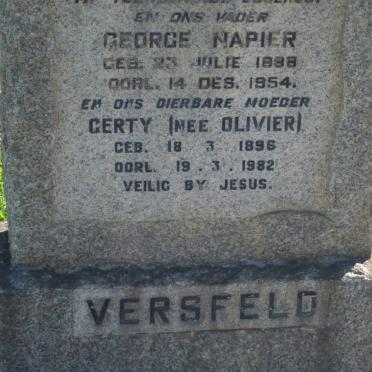 EN ONS VADER
GEORGE NAPIER
GEB. 23 JULIE 1888
OORL. 14 DES. 1954.
EN ONS DIERBARE MOEDER
GERTY (NEE OLIVIER)
GEB. 18 3 1896
OORL. 19.3.1982
VEILIG BY JESUS.
VERSFELD